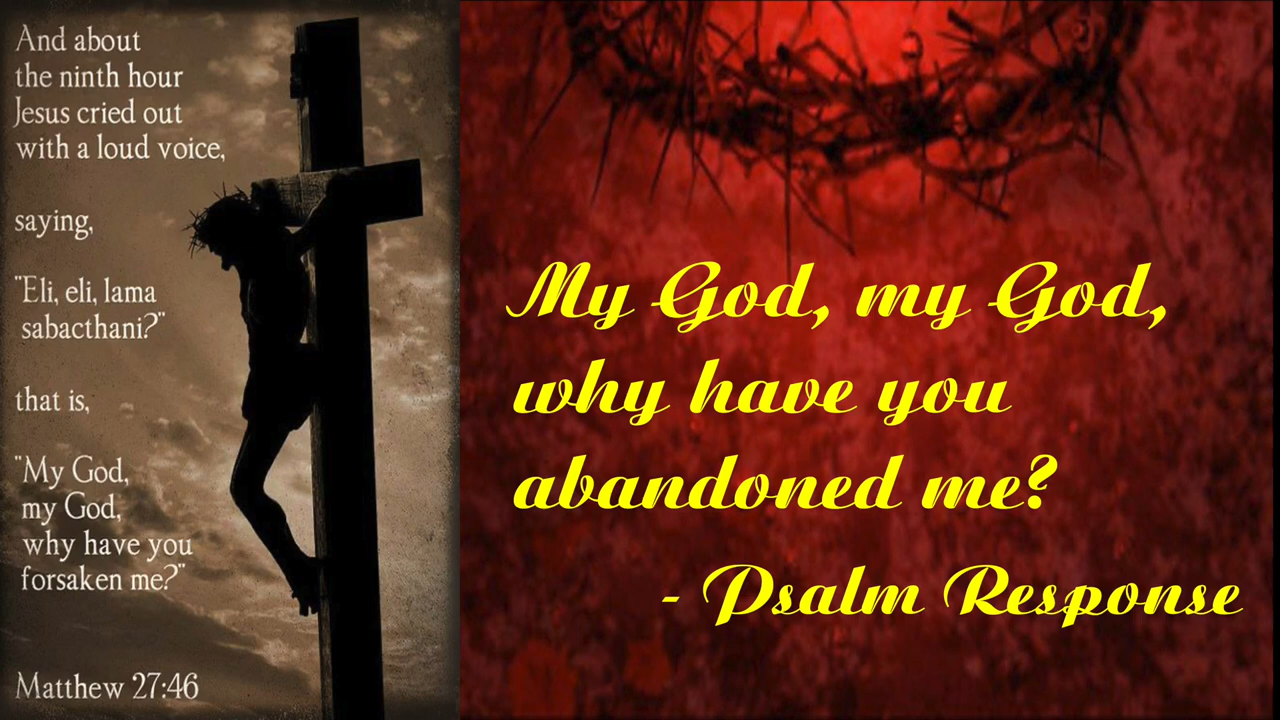 And about
the ninth hour
Jesus cried out
with a loud voice,
saying,
"Eli, eli, lama
sabacthani?"
that is,
"My God,
my God,
why have you
forsaken me?"
Matthew 27:46
My God, my God,
why have you
abandoned me?
- Psalm Response